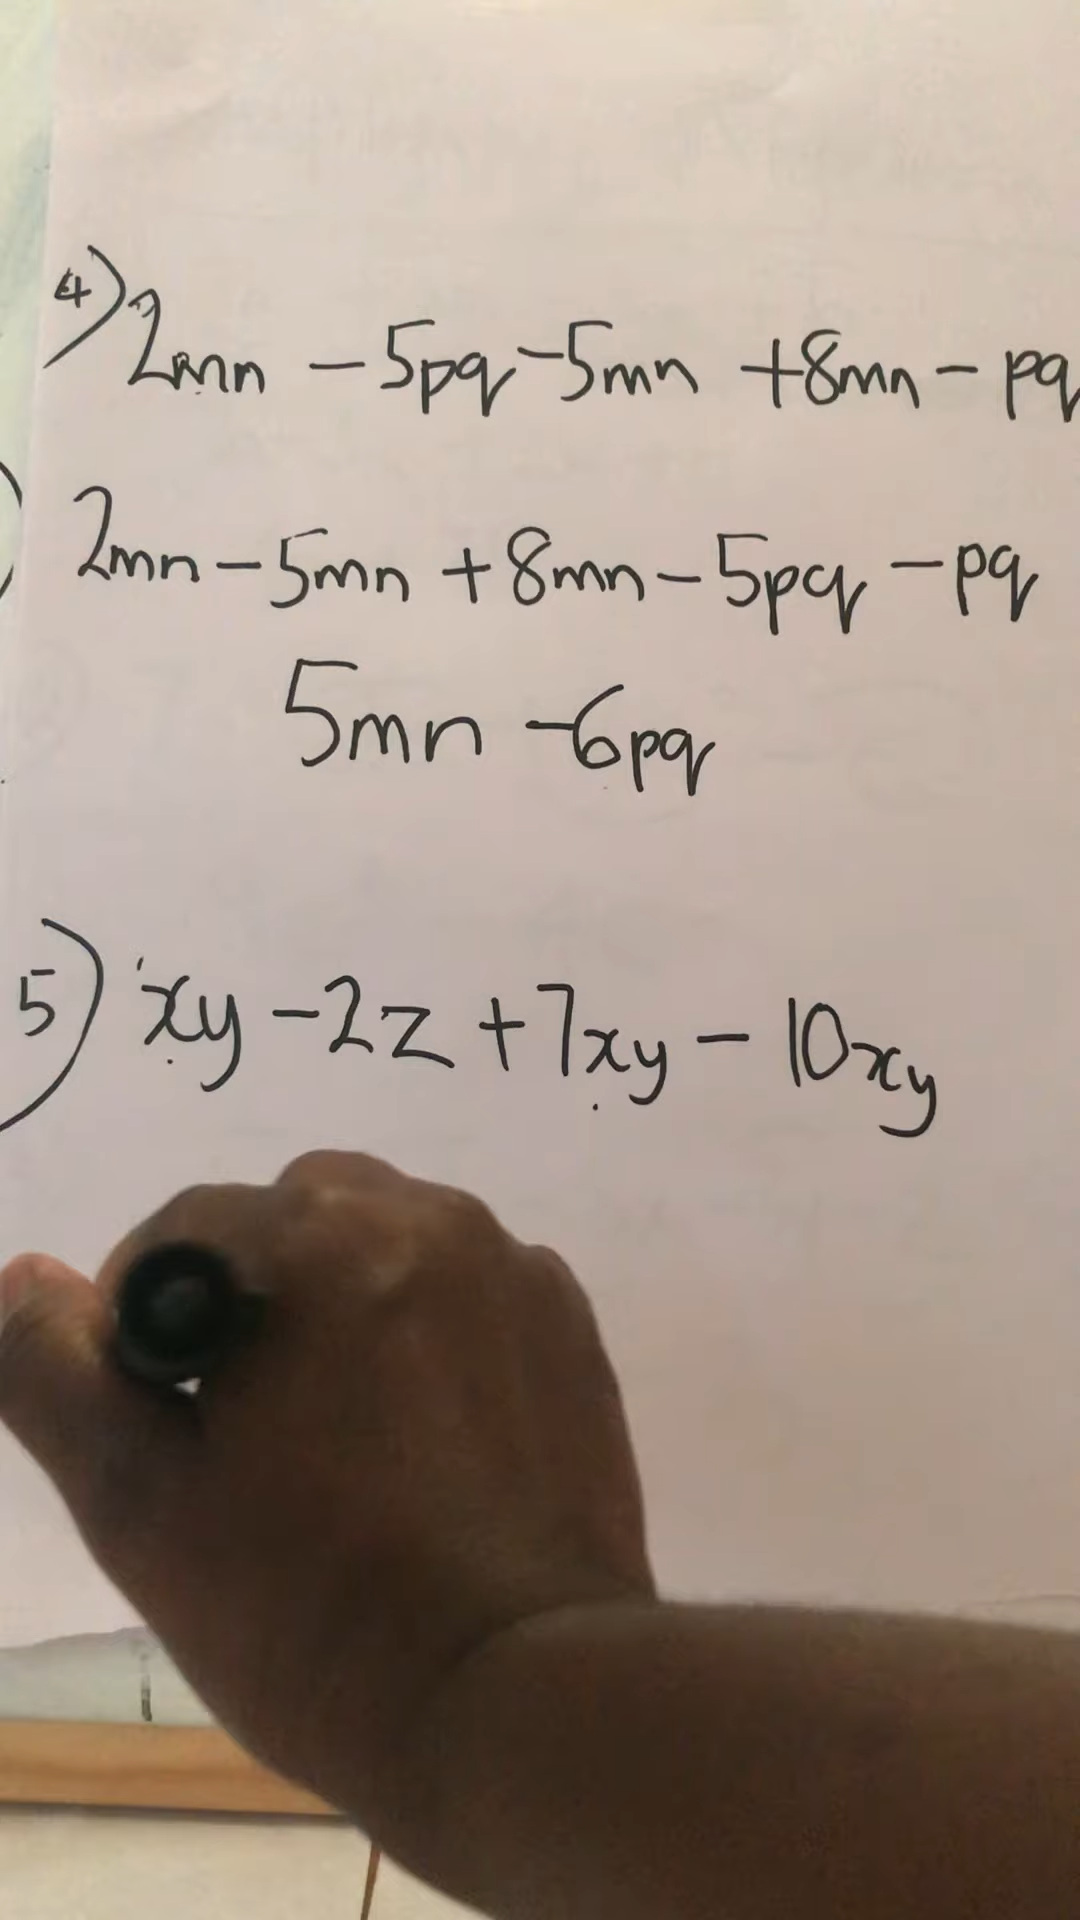 4) 2mn - 5pq - 5mn + 8mn - pq
2mn - 5mn + 8mn - 5pq - pq
5mn - 6pq
5) xy - 2z + 7xy - 10xy